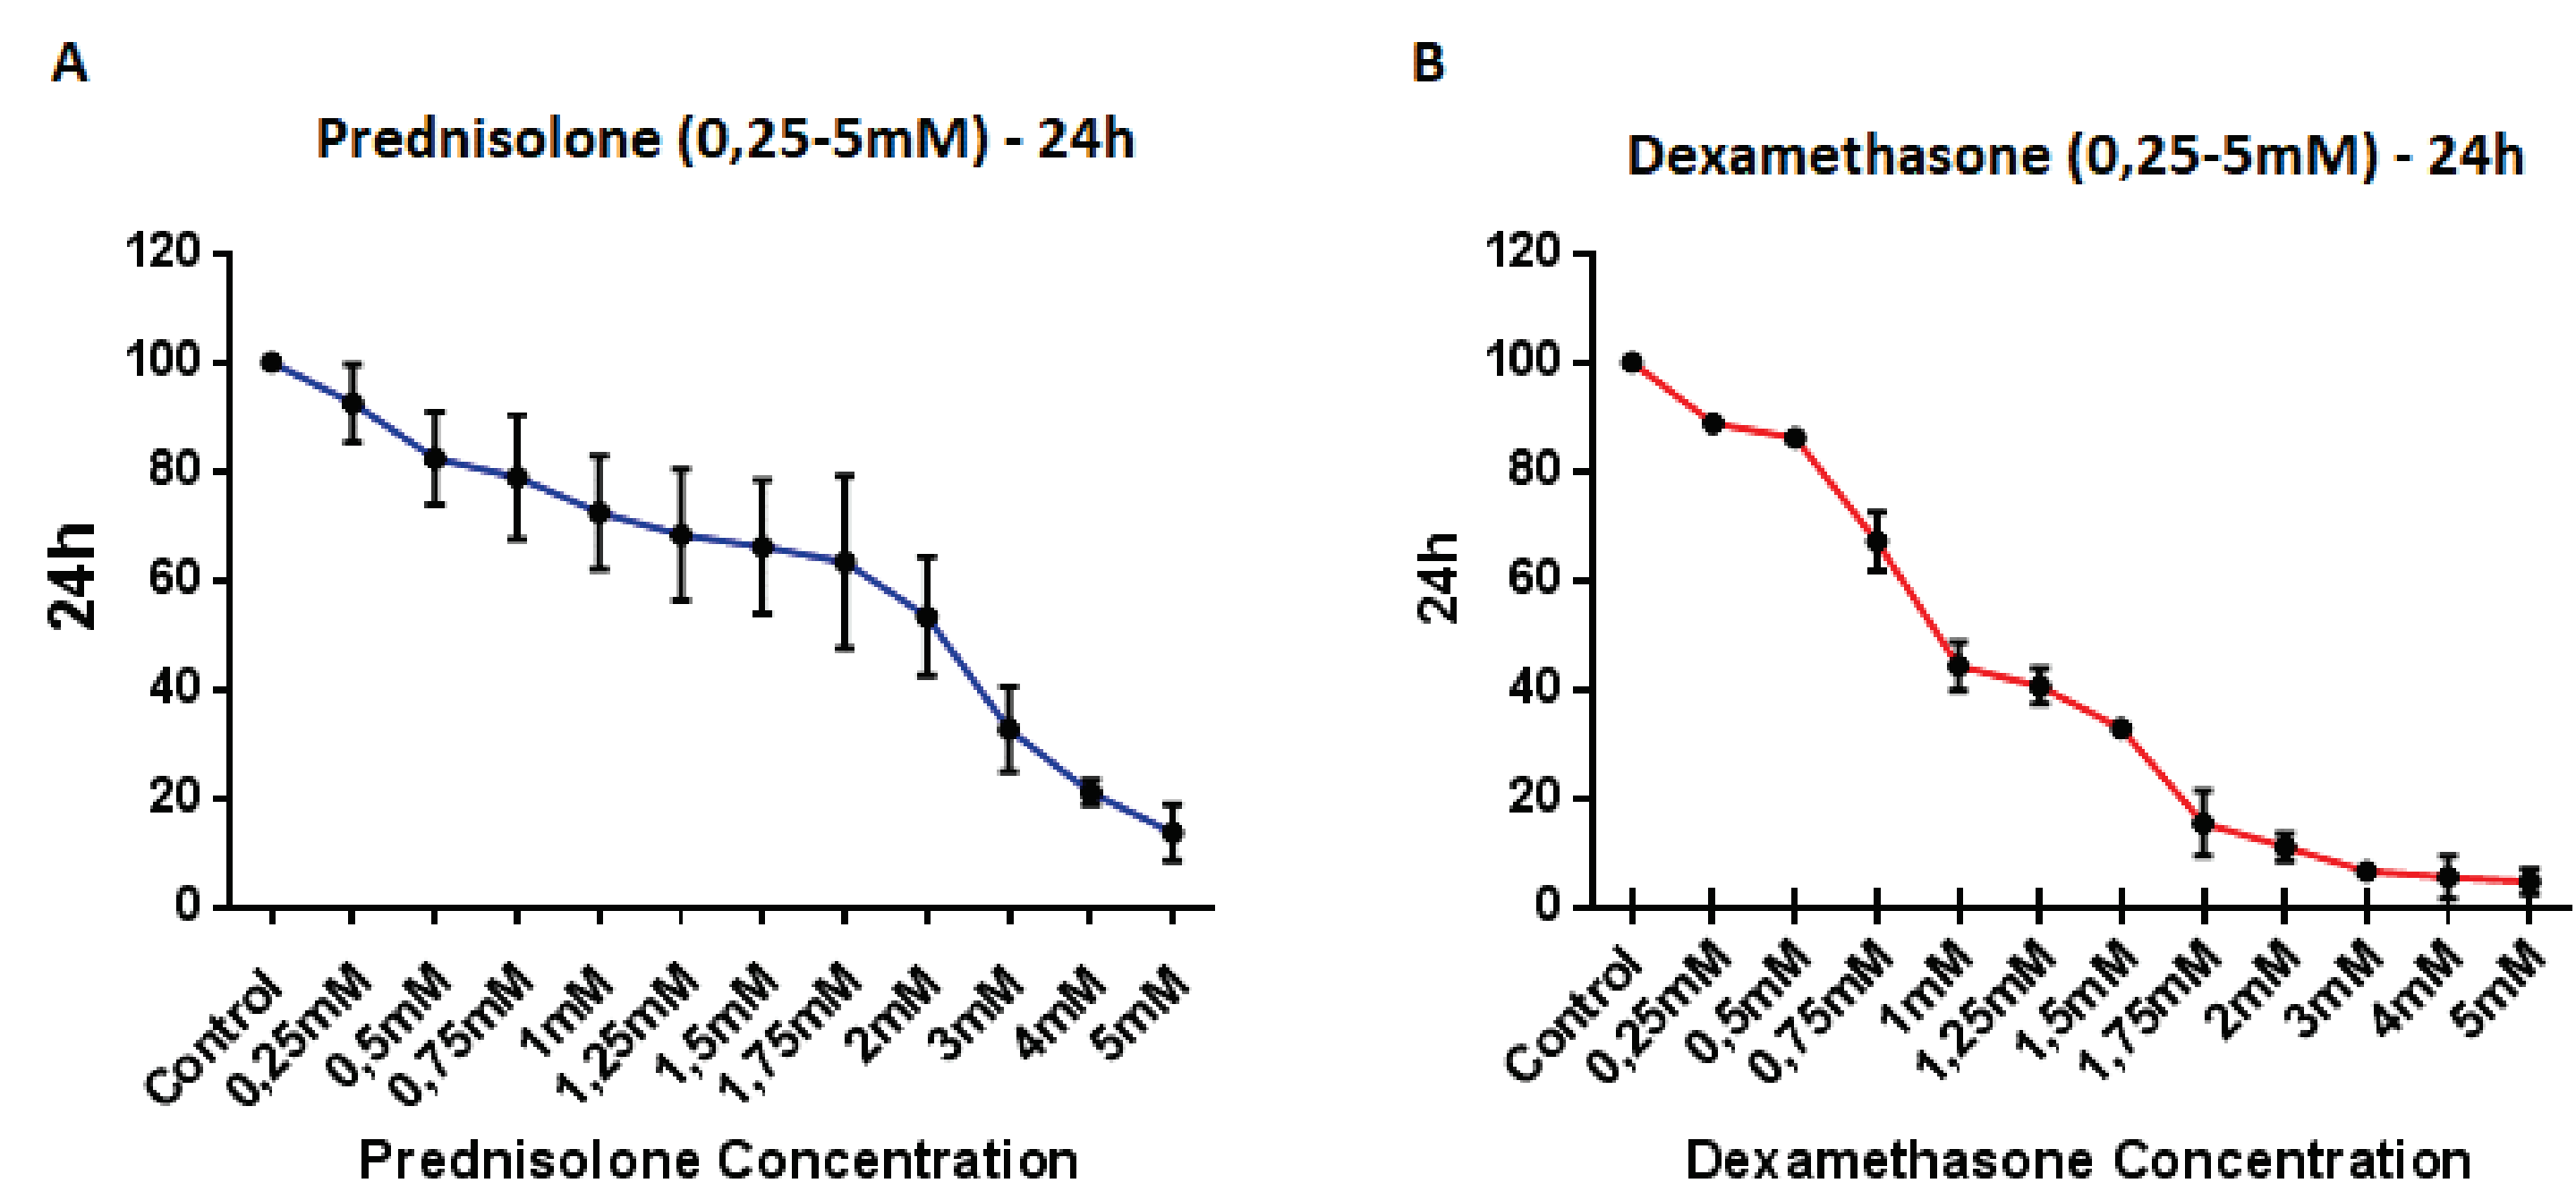 A
Prednisolone (0,25-5mM) - 24h
24h
120
100
80
60
40
20
0
Control
0,25mM
0,5mM
0,75mM
1mM
1,25mM
1,5mM
1,75mM
2mM
3mM
4mM
5mM
Prednisolone Concentration
B
Dexamethasone (0,25-5mM) - 24h
24h
120
100
80
60
40
20
0
Control
0,25mM
0,5mM
0,75mM
1mM
1,25mM
1,5mM
1,75mM
2mM
3mM
4mM
5mM
Dexamethasone Concentration